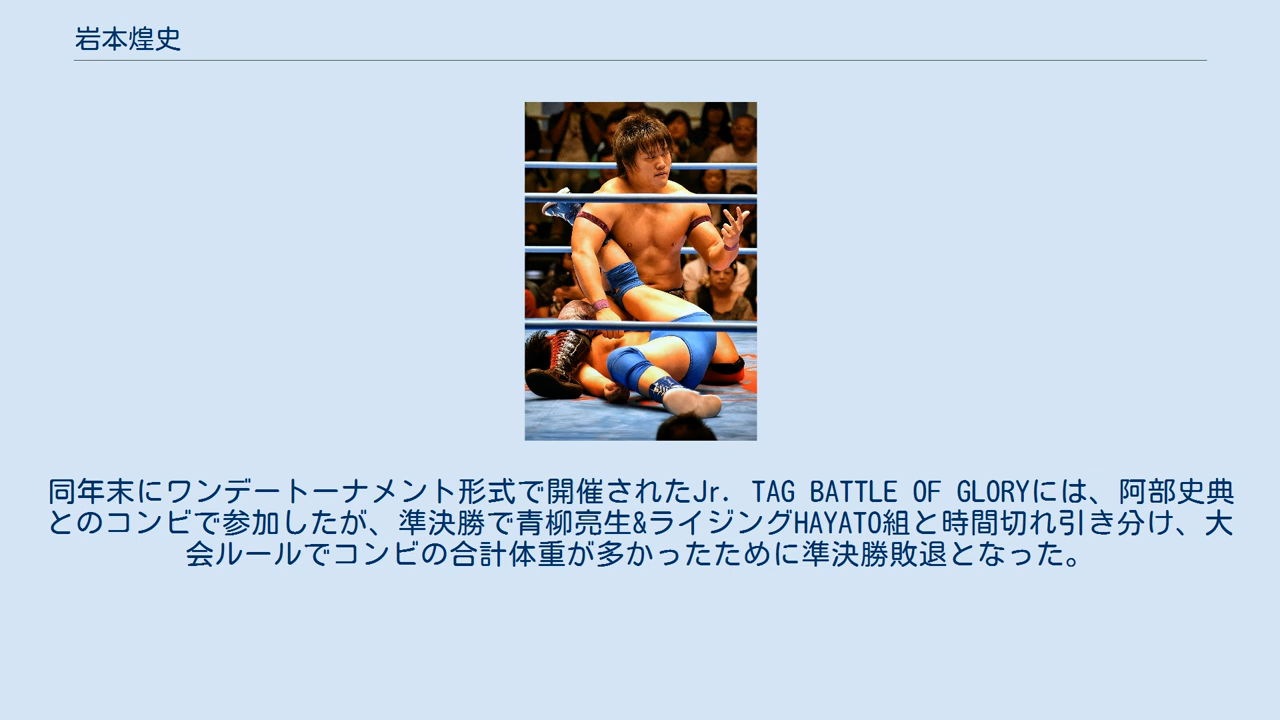 岩本煌史
同年末にワンデートーナメント形式で開催されたJr. TAG BATTLE OF GLORYには、阿部史典
とのコンビで参加したが、準決勝で青柳亮生&ライジングHAYATO組と時間切れ引き分け、大
会ルールでコンビの合計体重が多かったために準決勝敗退となった。